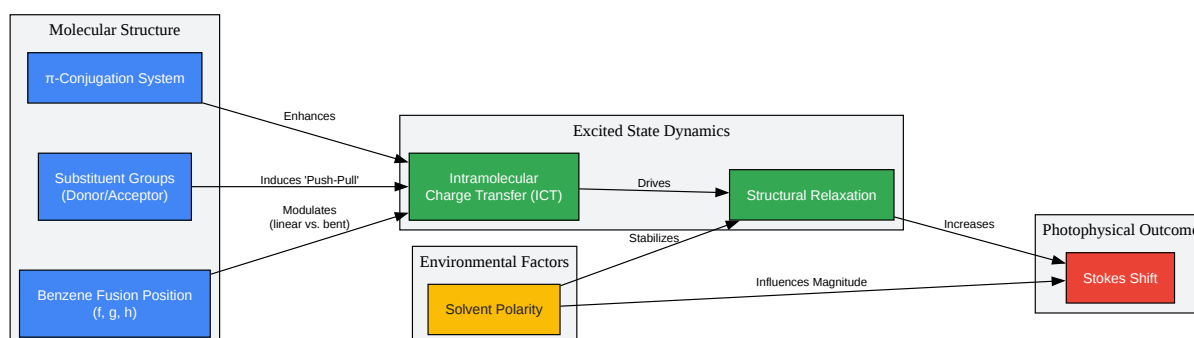 Molecular Structure
π-Conjugation System
Substituent Groups
(Donor/Acceptor)
Benzene Fusion Position
(f, g, h)
Enhances
Induces 'Push-Pull'
Modulates
(linear vs. bent)
Excited State Dynamics
Intramolecular
Charge Transfer (ICT)
Drives
Structural Relaxation
Stabilizes
Environmental Factors
Solvent Polarity
Increases
Influences Magnitude
Photophysical Outcome
Stokes Shift